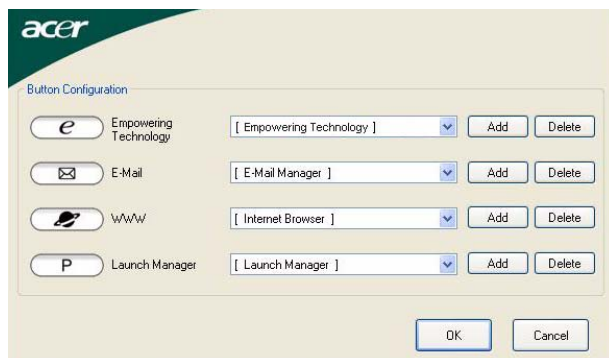 acer
Button Configuration
e Empowering Technology [ Empowering Technology ] Add Delete
E-Mail [ E-Mail Manager ] Add Delete
WWW [ Internet Browser ] Add Delete
P Launch Manager [ Launch Manager ] Add Delete
OK Cancel